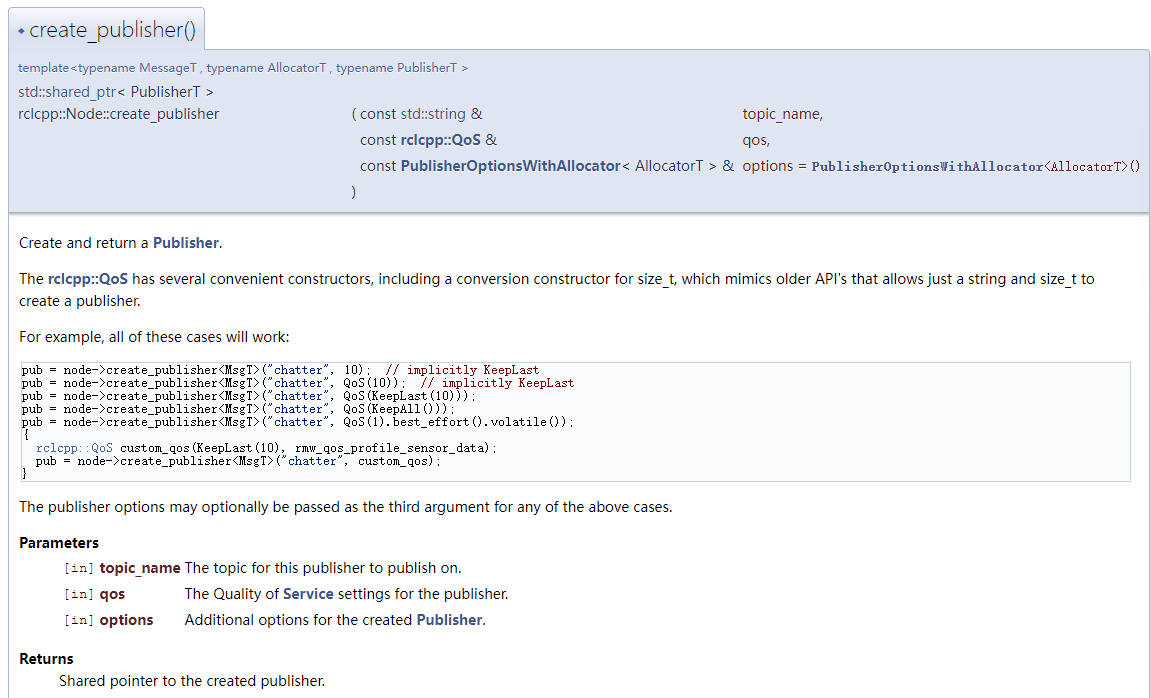 create_publisher()
template<typename MessageT , typename AllocatorT , typename PublisherT >
std::shared_ptr< PublisherT >
rclcpp::Node::create_publisher ( const std::string & topic_name,
const rclcpp::QoS & qos,
const PublisherOptionsWithAllocator< AllocatorT > & options = PublisherOptionsWithAllocator<AllocatorT>()
)
Create and return a Publisher.
The rclcpp::QoS has several convenient constructors, including a conversion constructor for size_t, which mimics older API's that allows just a string and size_t to
create a publisher.
For example, all of these cases will work:
pub = node->create_publisher<MsgT>("chatter", 10);  // implicitly KeepLast
pub = node->create_publisher<MsgT>("chatter", QoS(10));  // implicitly KeepLast
pub = node->create_publisher<MsgT>("chatter", QoS(KeepLast(10)));
pub = node->create_publisher<MsgT>("chatter", QoS(KeepAll()));
pub = node->create_publisher<MsgT>("chatter", QoS(1).best_effort().volatile());
{
  rclcpp::QoS custom_qos(KeepLast(10), rmw_qos_profile_sensor_data);
  pub = node->create_publisher<MsgT>("chatter", custom_qos);
}
The publisher options may optionally be passed as the third argument for any of the above cases.
Parameters
[in] topic_name The topic for this publisher to publish on.
[in] qos The Quality of Service settings for the publisher.
[in] options Additional options for the created Publisher.
Returns
Shared pointer to the created publisher.